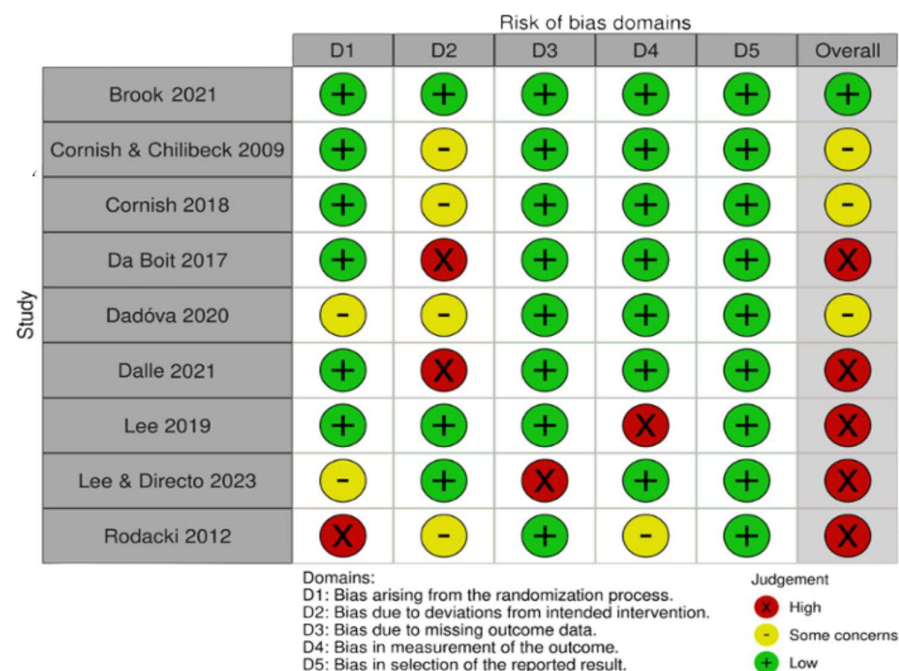 Risk of bias domains
D1 D2 D3 D4 D5 Overall
Study
Brook 2021 + + + + + +
Cornish & Chilibeck 2009 + - + + + -
Cornish 2018 + - + + + -
Da Boit 2017 + X + + + X
Dadóva 2020 - - + + + -
Dalle 2021 + X + + + X
Lee 2019 + + + X + X
Lee & Directo 2023 - + X + + X
Rodacki 2012 X - + - + X
Domains:
D1: Bias arising from the randomization process.
D2: Bias due to deviations from intended intervention.
D3: Bias due to missing outcome data.
D4: Bias in measurement of the outcome.
D5: Bias in selection of the reported result.
Judgement
X High
- Some concerns
+ Low